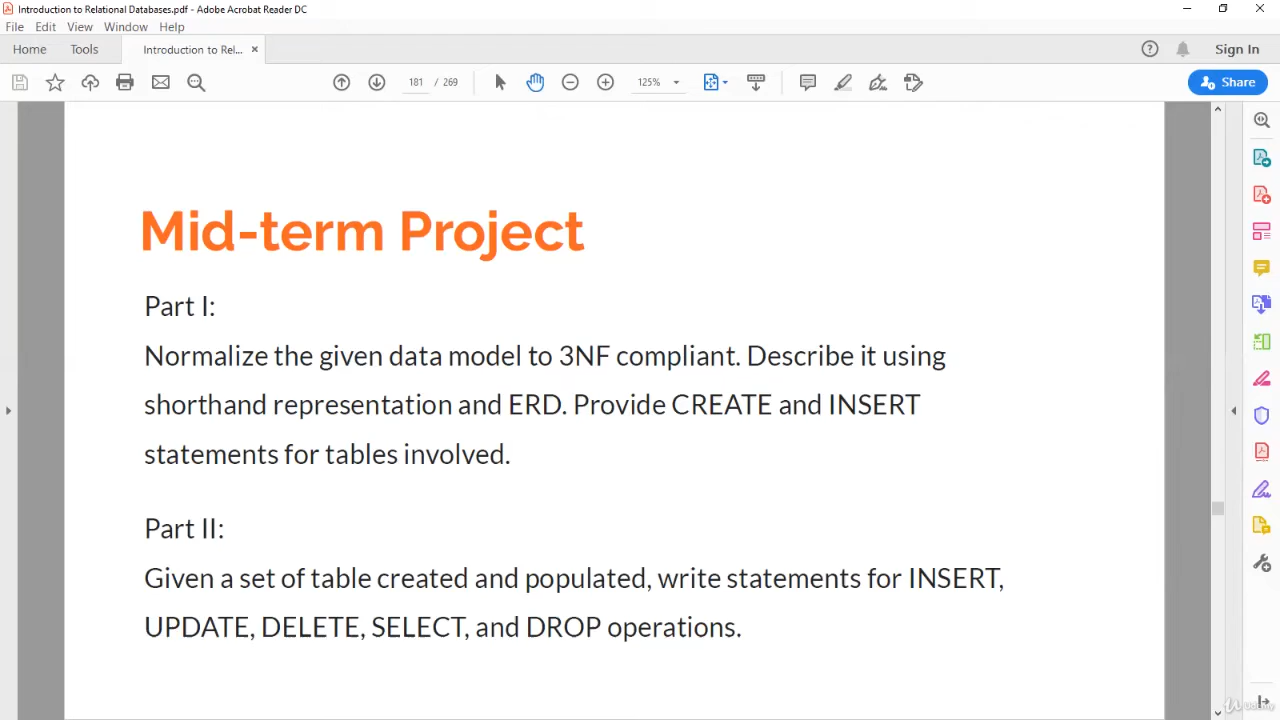 Introduction to Relational Databases.pdf - Adobe Acrobat Reader DC
File Edit View Window Help
Home Tools Introduction to Rel... × Sign In
181 / 269 125% Share
Mid-term Project
Part I:
Normalize the given data model to 3NF compliant. Describe it using
shorthand representation and ERD. Provide CREATE and INSERT
statements for tables involved.
Part II:
Given a set of table created and populated, write statements for INSERT,
UPDATE, DELETE, SELECT, and DROP operations.
Udemy